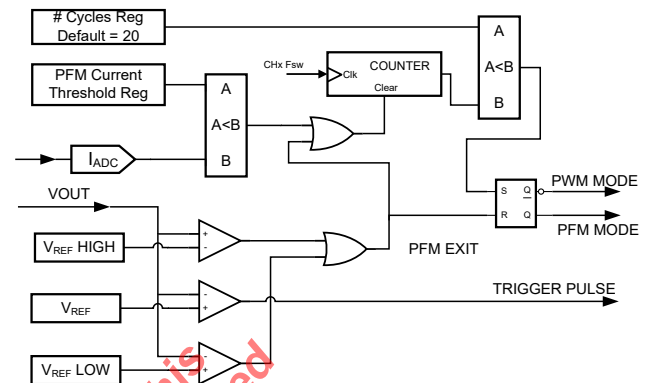 # Cycles Reg
Default = 20
PFM Current
Threshold Reg
A
A<B
B
IADC
CHx Fsw
Clk
COUNTER
Clear
A
A<B
B
VOUT
VREF HIGH
+
-
VREF
-
+
VREF LOW
-
+
PFM EXIT
S Q
R Q
PWM MODE
PFM MODE
TRIGGER PULSE
this